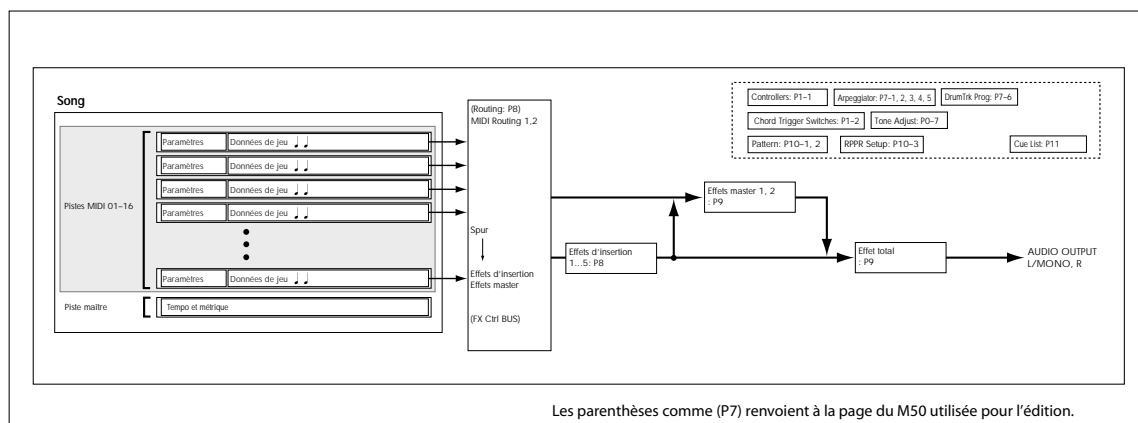 Song
Pistes MIDI 01–16
Paramètres Données de jeu
Paramètres Données de jeu
Paramètres Données de jeu
Paramètres Données de jeu
Paramètres Données de jeu
Piste maître
Tempo et métrique
(Routing: P8)
MIDI Routing 1,2
Spur
Effets d’insertion
Effets master
(FX Ctrl BUS)
Effets d’insertion
1...5: P8
Effets master 1, 2
: P9
Effet total
: P9
AUDIO OUTPUT
L/MONO, R
Controllers: P1–1
Arpeggiator: P7–1, 2, 3, 4, 5
DrumTrk Prog: P7–6
Chord Trigger Switches: P1–2
Tone Adjust: P0–7
Pattern: P10–1, 2
RPPR Setup: P10–3
Cue List: P11
Les parenthèses comme (P7) renvoient à la page du M50 utilisée pour l’édition.